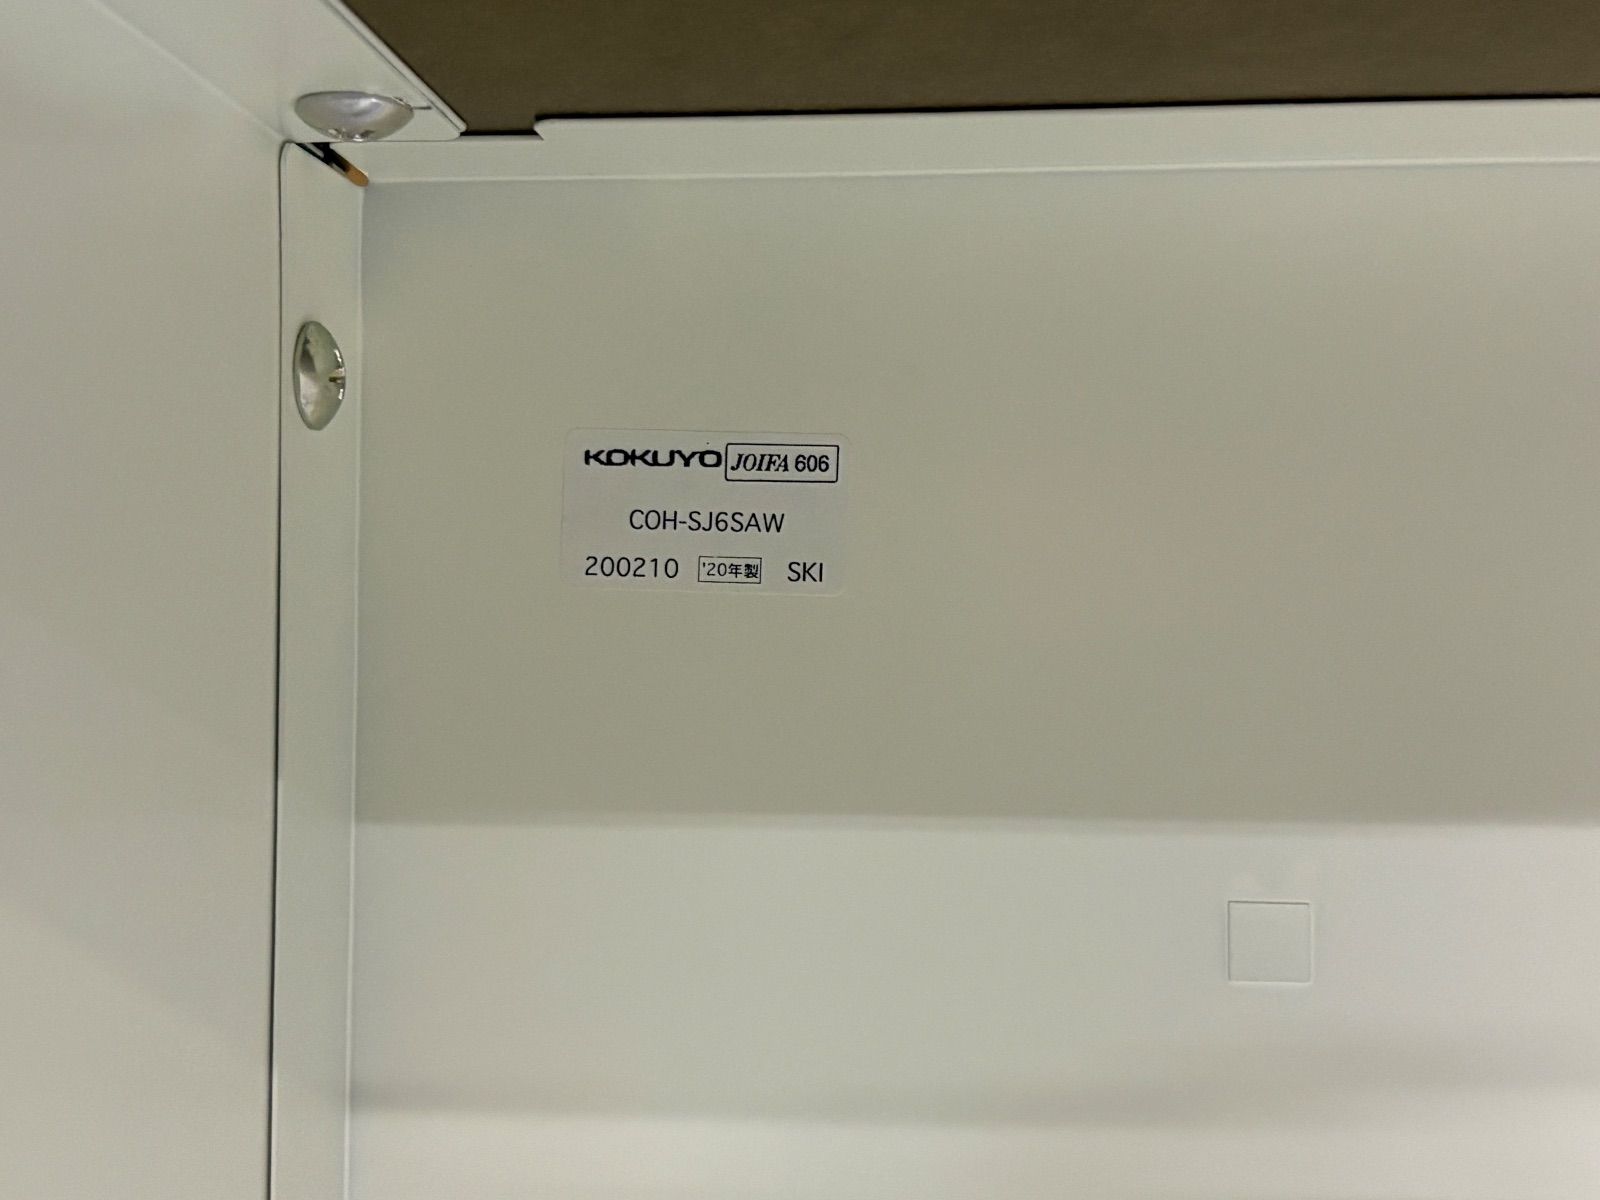 KOKUYO JOIFA 606
COH-SJ6SAW
200210 '20年製 SKI